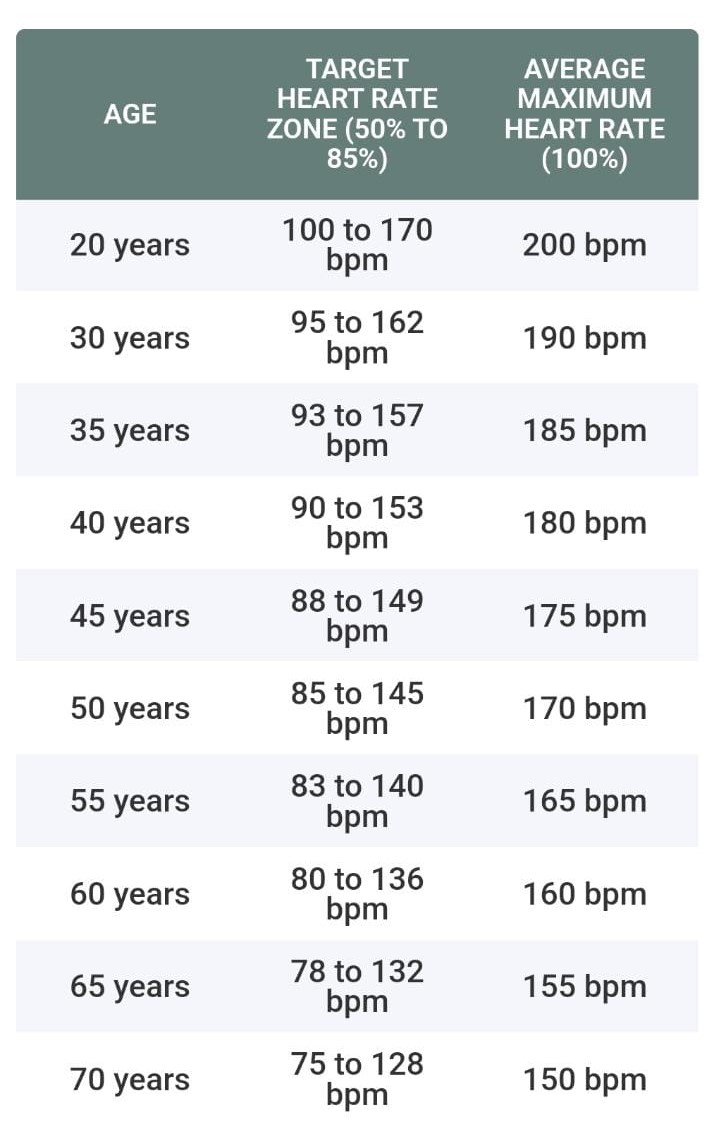 AGE
TARGET
HEART RATE
ZONE (50% TO
85%)
AVERAGE
MAXIMUM
HEART RATE
(100%)
20 years
100 to 170
bpm
200 bpm
30 years
95 to 162
bpm
190 bpm
35 years
93 to 157
bpm
185 bpm
40 years
90 to 153
bpm
180 bpm
45 years
88 to 149
bpm
175 bpm
50 years
85 to 145
bpm
170 bpm
55 years
83 to 140
bpm
165 bpm
60 years
80 to 136
bpm
160 bpm
65 years
78 to 132
bpm
155 bpm
70 years
75 to 128
bpm
150 bpm